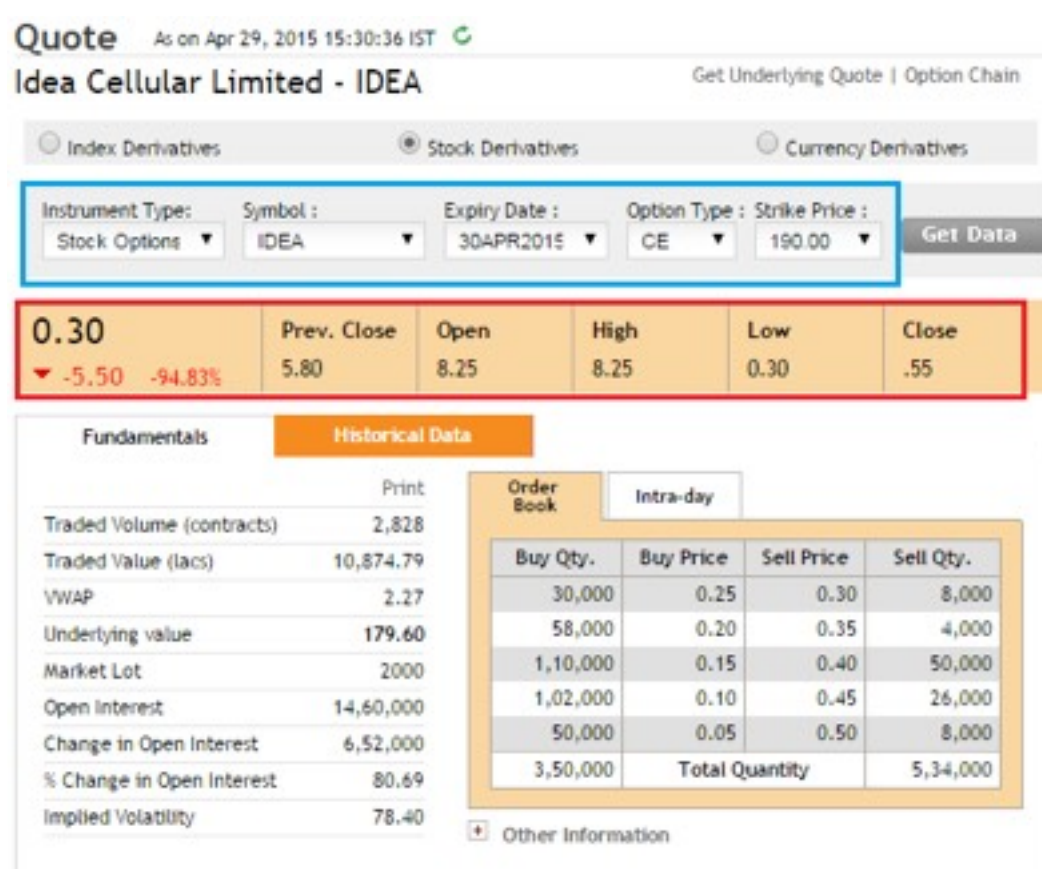 Quote As on Apr 29, 2015 15:30:36 IST
Idea Cellular Limited - IDEA Get Underlying Quote | Option Chain
Index Derivatives Stock Derivatives Currency Derivatives
Instrument Type: Symbol : Expiry Date : Option Type : Strike Price :
Stock Options IDEA 30APR2015 CE 190.00 Get Data
0.30 Prev. Close Open High Low Close
-5.50 -94.83% 5.80 8.25 8.25 0.30 .55
Fundamentals Historical Data
Print
Traded Volume (contracts) 2,828
Traded Value (lacs) 10,874.79
VWAP 2.27
Underlying value 179.60
Market Lot 2000
Open Interest 14,60,000
Change in Open Interest 6,52,000
% Change in Open Interest 80.69
Implied Volatility 78.40
Order Book Intra-day
Buy Qty. Buy Price Sell Price Sell Qty.
30,000 0.25 0.30 8,000
58,000 0.20 0.35 4,000
1,10,000 0.15 0.40 50,000
1,02,000 0.10 0.45 26,000
50,000 0.05 0.50 8,000
3,50,000 Total Quantity 5,34,000
Other Information